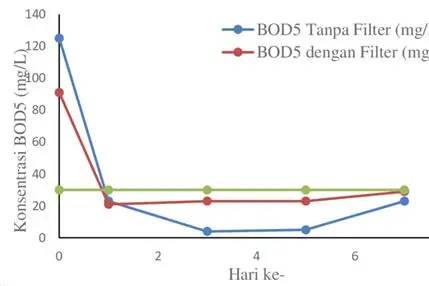 140
120
100
80
60
40
20
0
0 2 4 6
Konsentrasi BOD5 (mg/L)
BOD5 Tanpa Filter (mg/
BOD5 dengan Filter (mg
Hari ke-